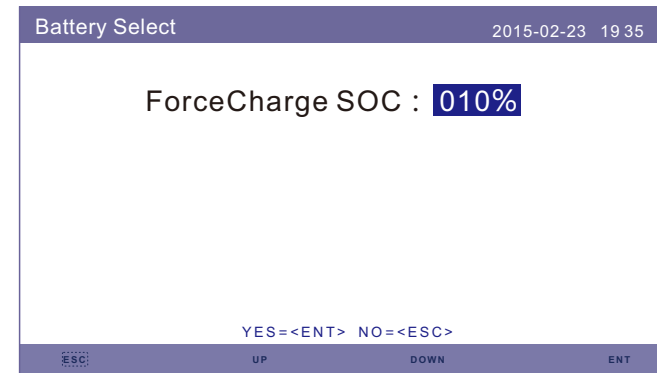 Battery Select 2015-02-23 19 35
ForceCharge SOC : 010%
YES=<ENT> NO=<ESC>
ESC UP DOWN ENT